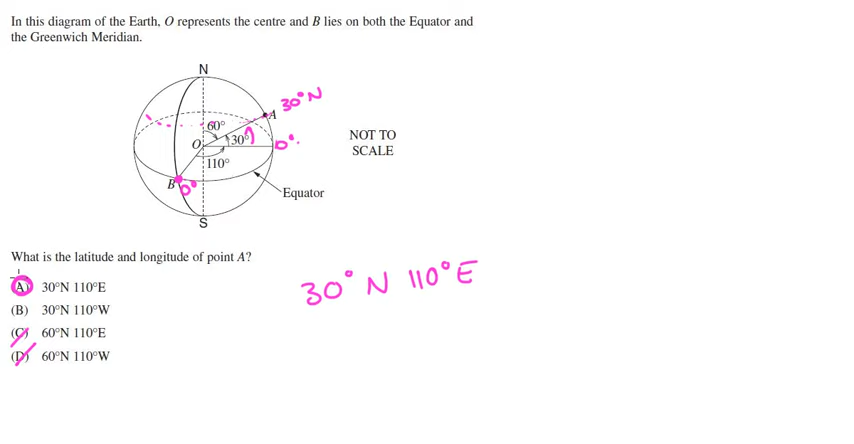 In this diagram of the Earth, O represents the centre and B lies on both the Equator and
the Greenwich Meridian.
N
30°N
A
60°
O
30°
0°
NOT TO
SCALE
110°
B
0°
Equator
S
What is the latitude and longitude of point A?
(A) 30°N 110°E
30°N 110°E
(B) 30°N 110°W
(C) 60°N 110°E
(D) 60°N 110°W